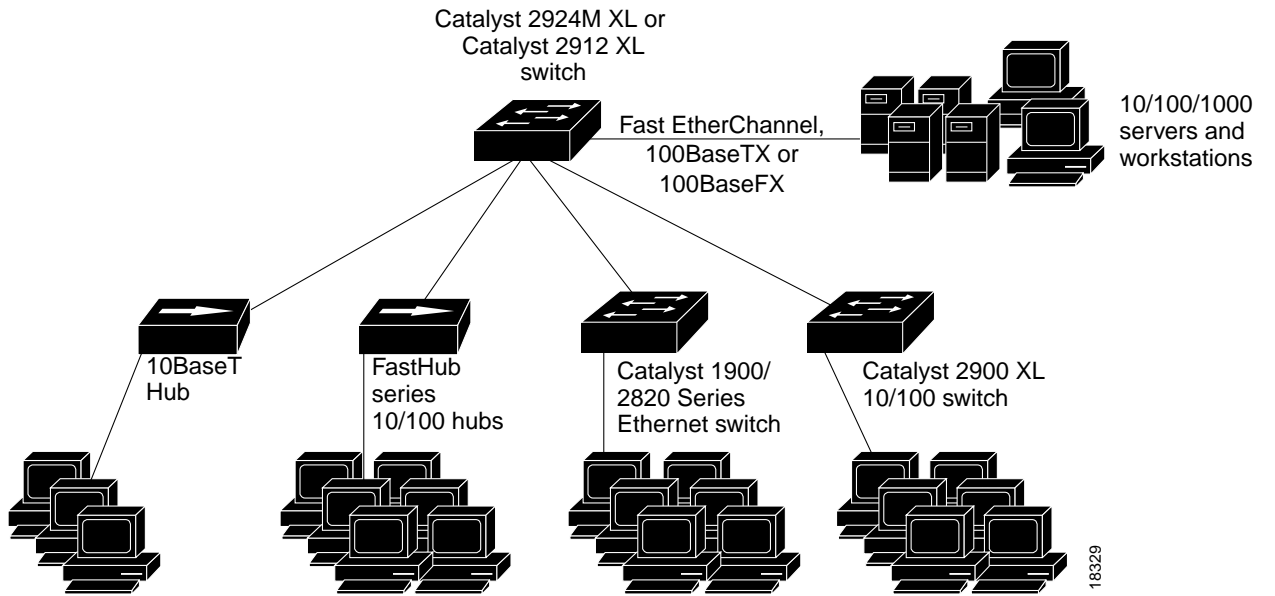 Catalyst 2924M XL or
Catalyst 2912 XL
switch
Fast EtherChannel,
100BaseTX or
100BaseFX
10/100/1000
servers and
workstations
10BaseT
Hub
FastHub
series
10/100 hubs
Catalyst 1900/
2820 Series
Ethernet switch
Catalyst 2900 XL
10/100 switch
18329